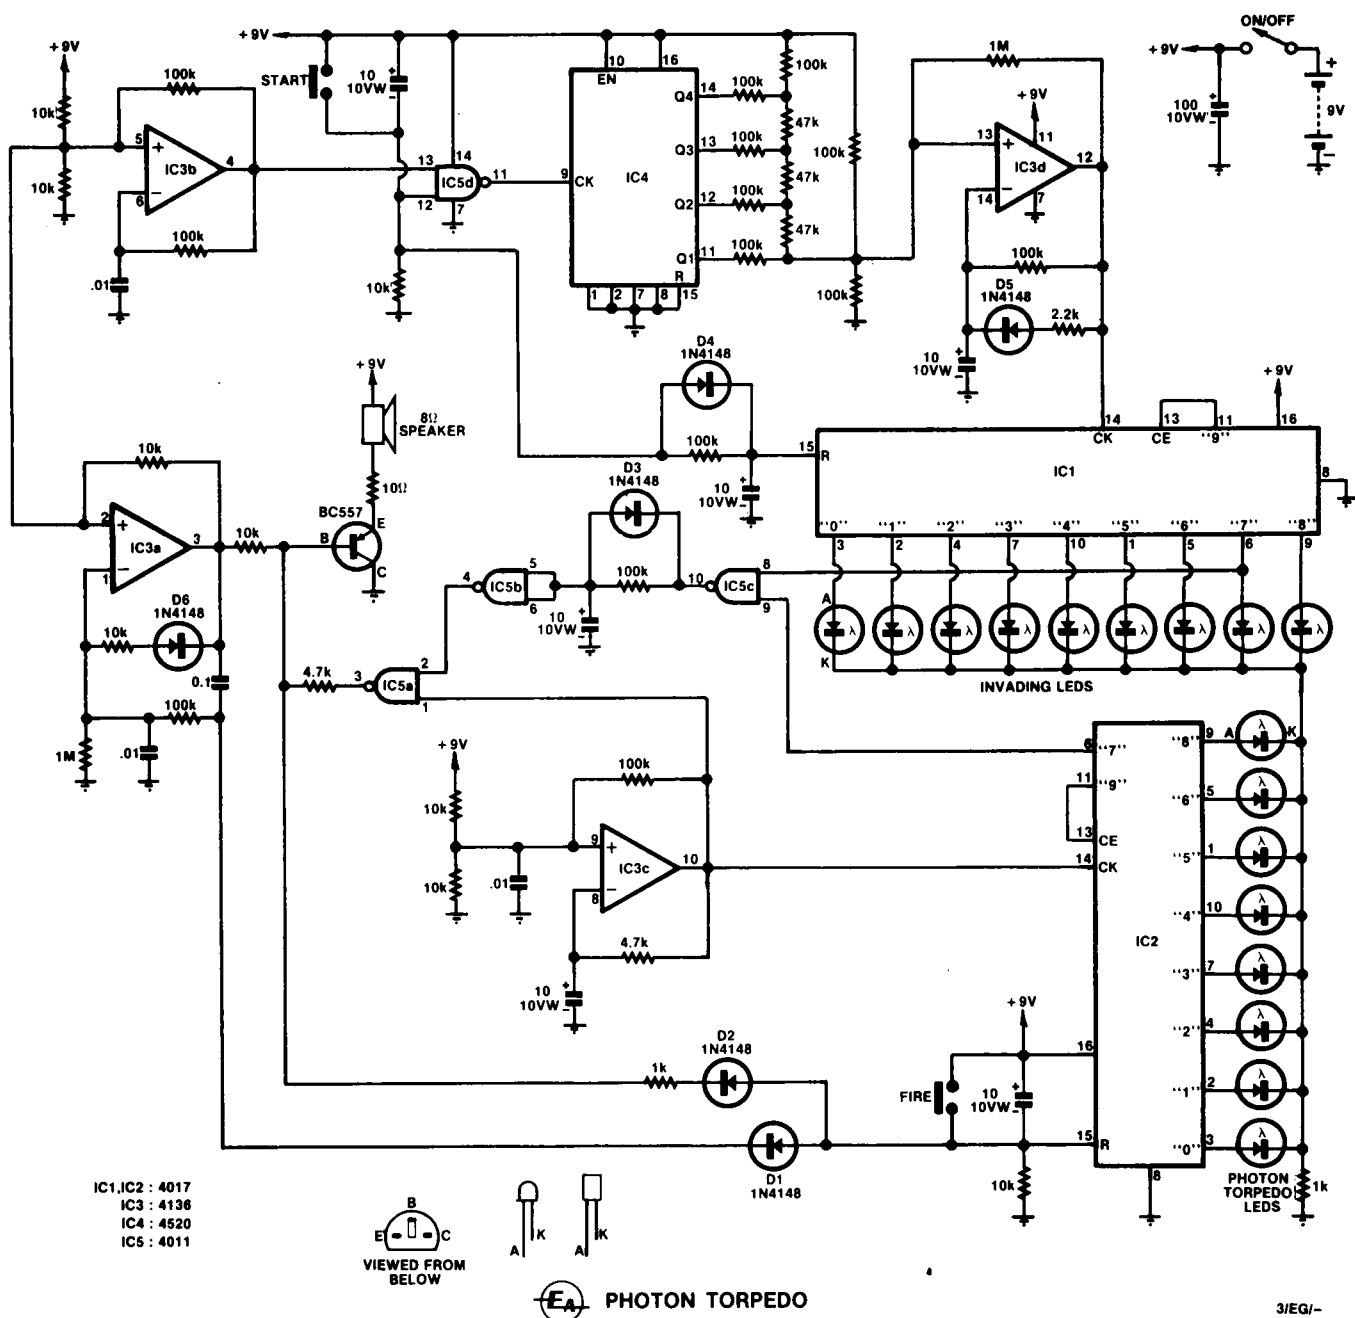 +9V
10k
10k
100k
5
+
IC3b
4
−
6
100k
.01
+9V
START
10
10VW
+
−
13
14
IC5d
11
12
7
10k
10
16
EN
9
CK
IC4
Q4
14
Q3
13
Q2
12
Q1
11
R
1
2
7
8
15
100k
100k
100k
100k
100k
47k
47k
47k
100k
100k
1M
+9V
13
+
11
IC3d
12
14
−
7
100k
D5
1N4148
2.2k
10
10VW
+
−
ON/OFF
+9V
100
10VW
+
−
+
9V
−
+9V
8Ω
SPEAKER
10Ω
BC557
B
E
C
10k
2
+
IC3a
3
−
10k
D6
1N4148
10k
0.1
100k
1M
.01
D4
1N4148
100k
10
10VW
+
−
15
R
14
CK
13
CE
11
"9"
+9V
16
IC1
8
"0"
"1"
"2"
"3"
"4"
"5"
"6"
"7"
"8"
3
2
4
7
10
1
5
6
9
A
K
λ
λ
λ
λ
λ
λ
λ
λ
λ
INVADING LEDS
D3
1N4148
100k
10
10VW
+
−
4
IC5b
5
6
10
IC5c
8
9
4.7k
3
IC5a
2
1
+9V
10k
10k
.01
100k
9
+
IC3c
10
−
8
4.7k
10
10VW
+
−
6
"7"
11
"9"
13
CE
14
CK
IC2
16
15
R
8
"8"
9
A
K
"6"
5
"5"
1
"4"
10
"3"
7
"2"
4
"1"
2
"0"
3
λ
λ
λ
λ
λ
λ
λ
λ
PHOTON
TORPEDO
LEDS
1k
D2
1N4148
1k
D1
1N4148
FIRE
+9V
10
10VW
+
−
10k
IC1,IC2 : 4017
IC3 : 4136
IC4 : 4520
IC5 : 4011
B
E
C
VIEWED FROM
BELOW
A
K
A
K
EA
PHOTON TORPEDO
3/EG/–